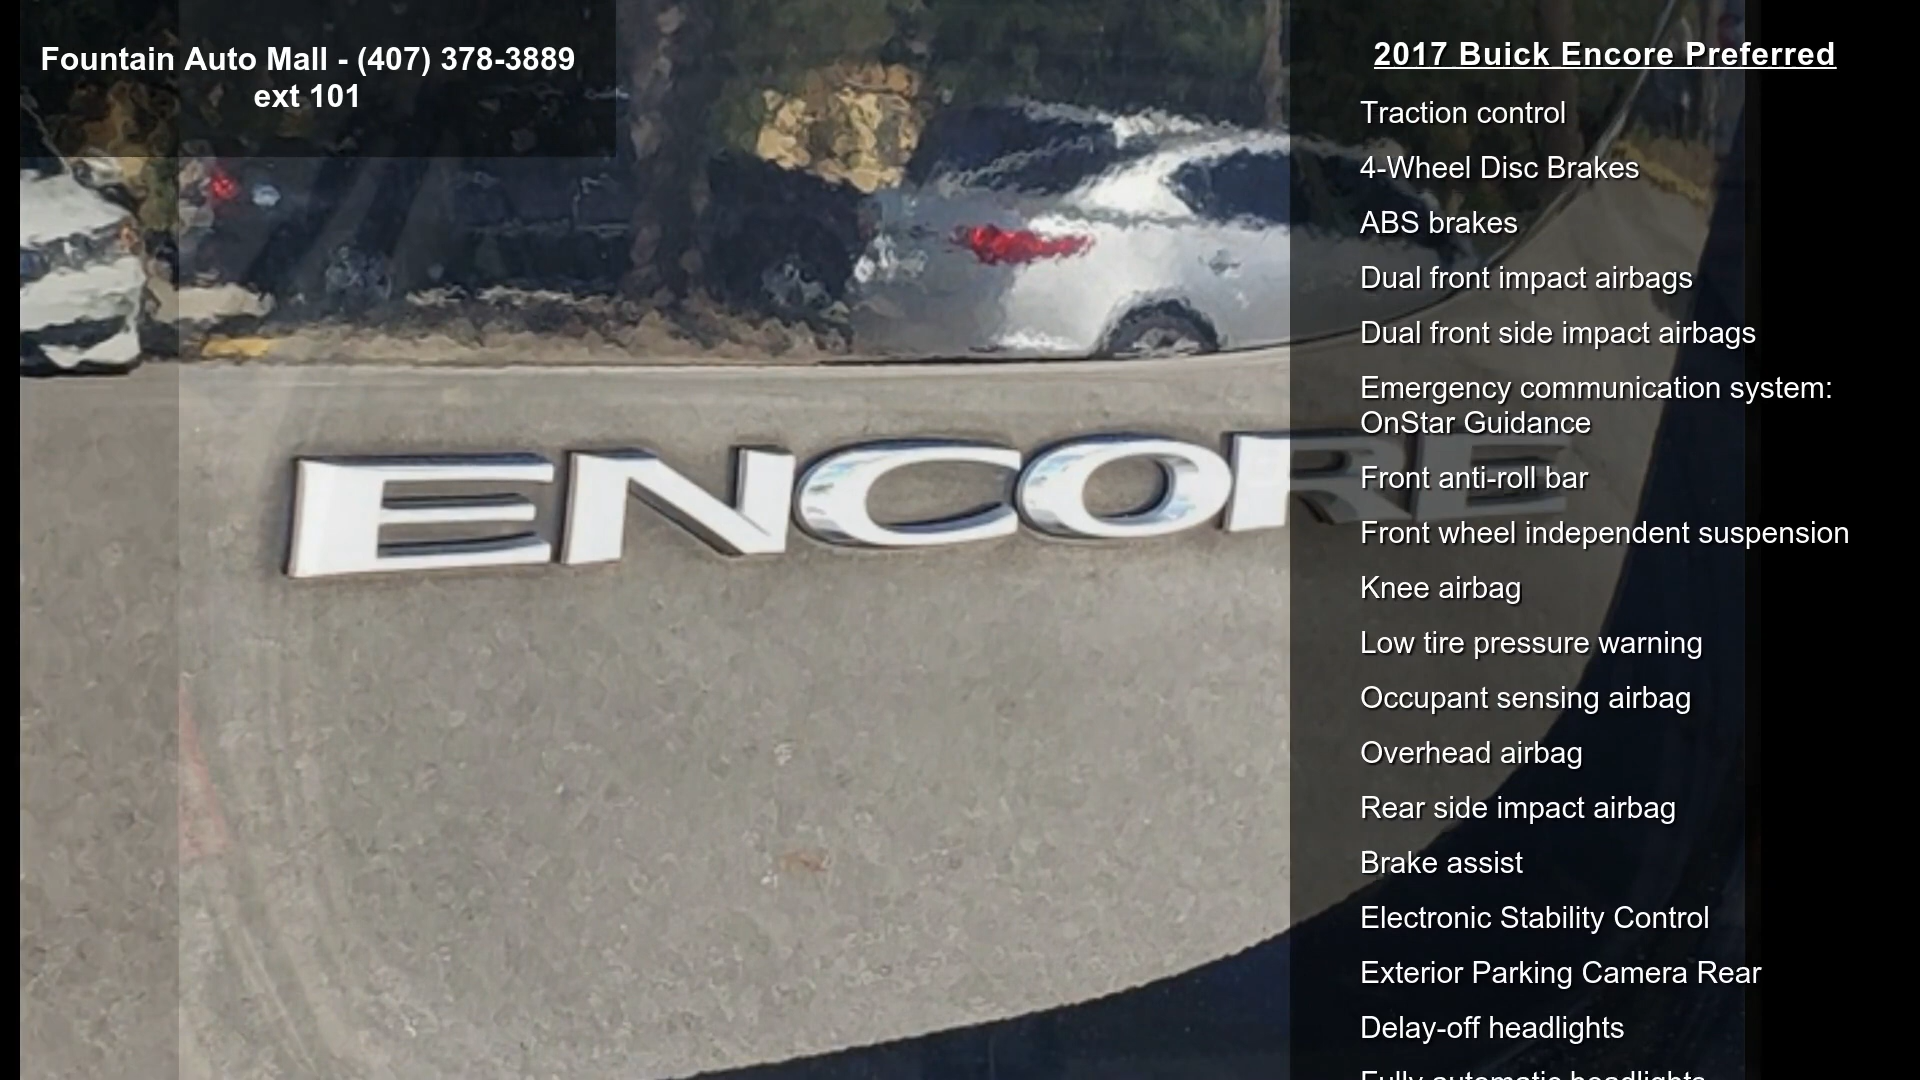 Fountain Auto Mall - (407) 378-3889
ext 101
2017 Buick Encore Preferred
Traction control
4-Wheel Disc Brakes
ABS brakes
Dual front impact airbags
Dual front side impact airbags
Emergency communication system:
OnStar Guidance
Front anti-roll bar
Front wheel independent suspension
Knee airbag
Low tire pressure warning
Occupant sensing airbag
Overhead airbag
Rear side impact airbag
Brake assist
Electronic Stability Control
Exterior Parking Camera Rear
Delay-off headlights
Fully automatic headlights
ENCORE